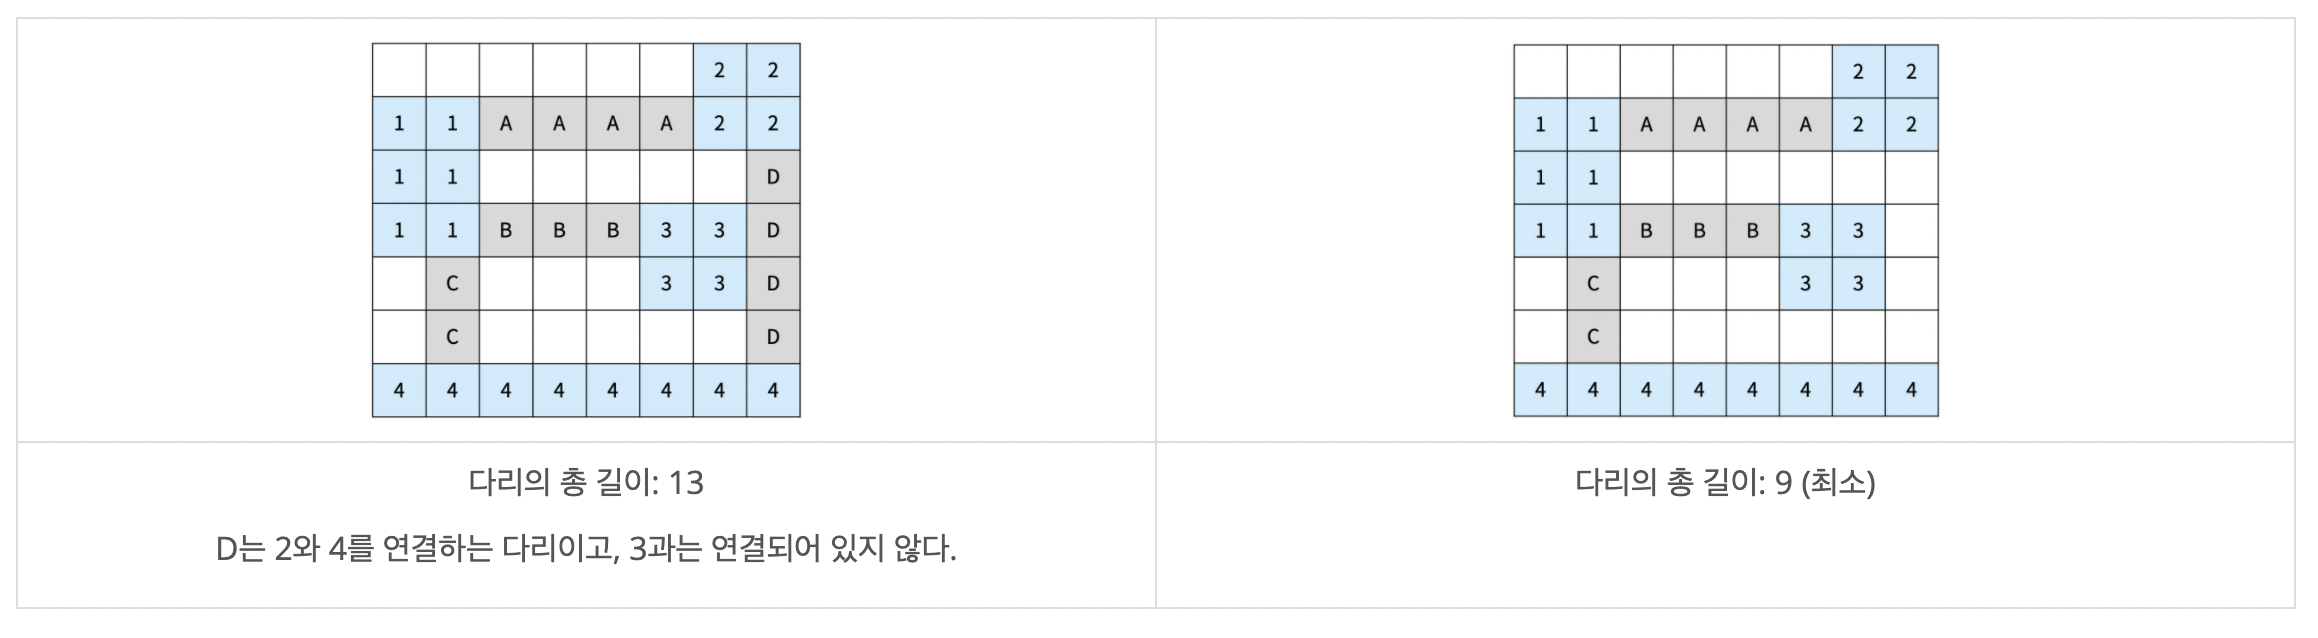 2 2
1 1 A A A A 2 2
1 1 D
1 1 B B B 3 3 D
C 3 3 D
C D
4 4 4 4 4 4 4 4
2 2
1 1 A A A A 2 2
1 1
1 1 B B B 3 3
C 3 3
C
4 4 4 4 4 4 4 4
다리의 총 길이: 13
D는 2와 4를 연결하는 다리이고, 3과는 연결되어 있지 않다.
다리의 총 길이: 9 (최소)